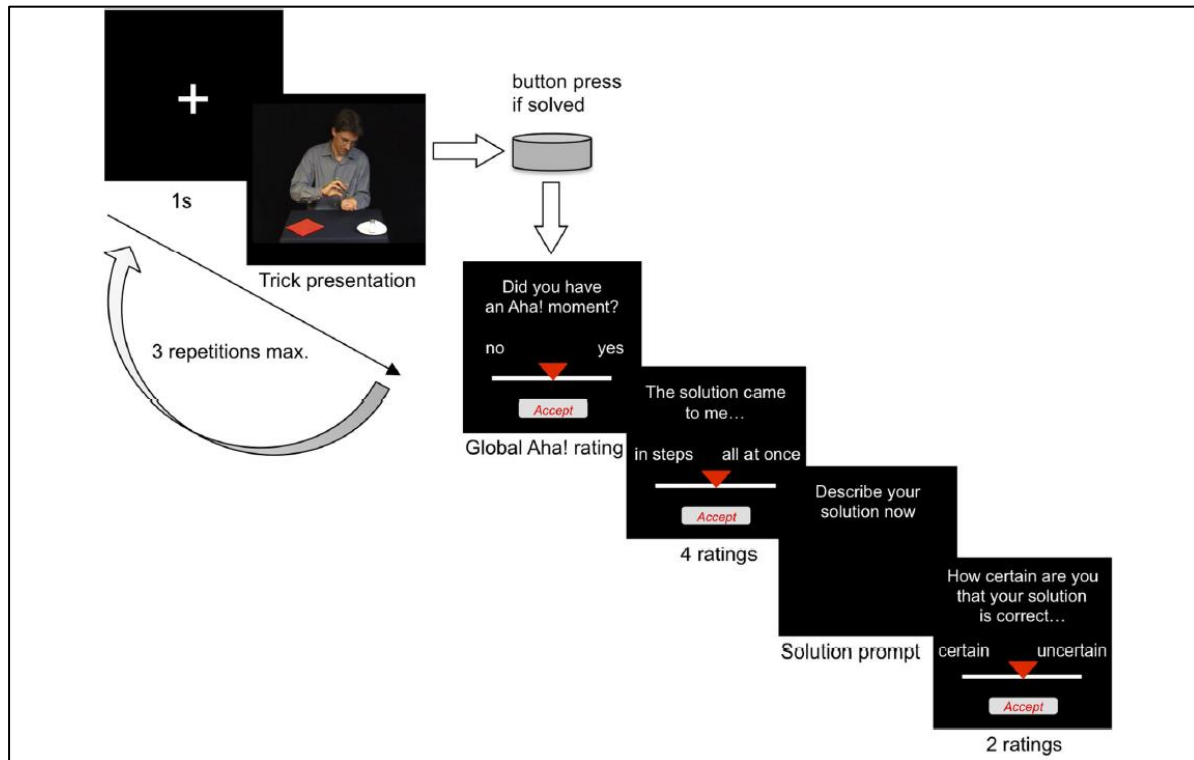 button press
if solved
1s
Trick presentation
3 repetitions max.
Did you have
an Aha! moment?
no yes
Accept
Global Aha! rating
The solution came
to me…
in steps all at once
Accept
4 ratings
Describe your
solution now
Solution prompt
How certain are you
that your solution
is correct…
certain uncertain
Accept
2 ratings